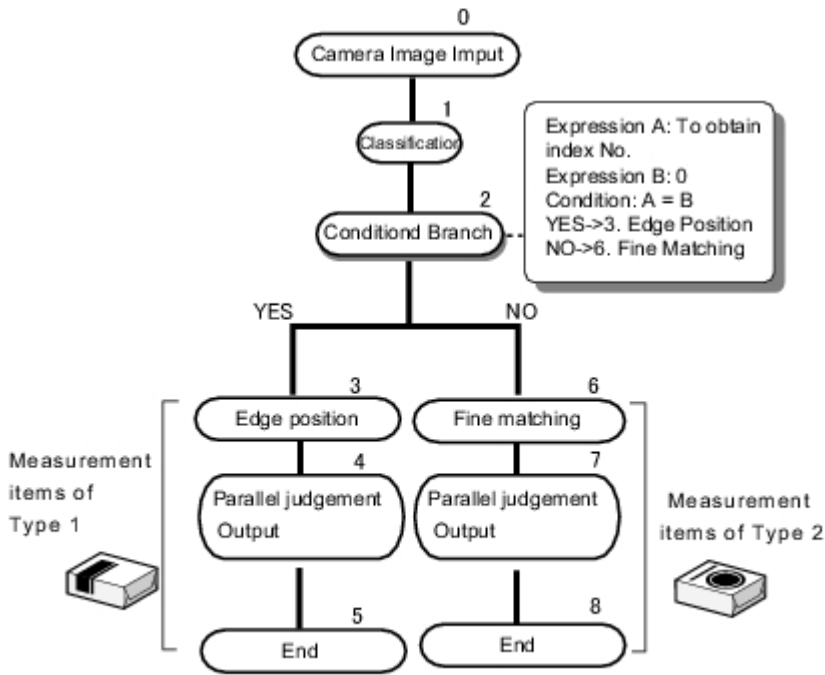 0
Camera Image Imput
1
Classification
2
Conditiond Branch
Expression A: To obtain
index No.
Expression B: 0
Condition: A = B
YES->3. Edge Position
NO->6. Fine Matching
YES
NO
3
Edge position
6
Fine matching
4
Parallel judgement
Output
7
Parallel judgement
Output
Measurement
items of
Type 1
Measurement
items of Type 2
5
End
8
End